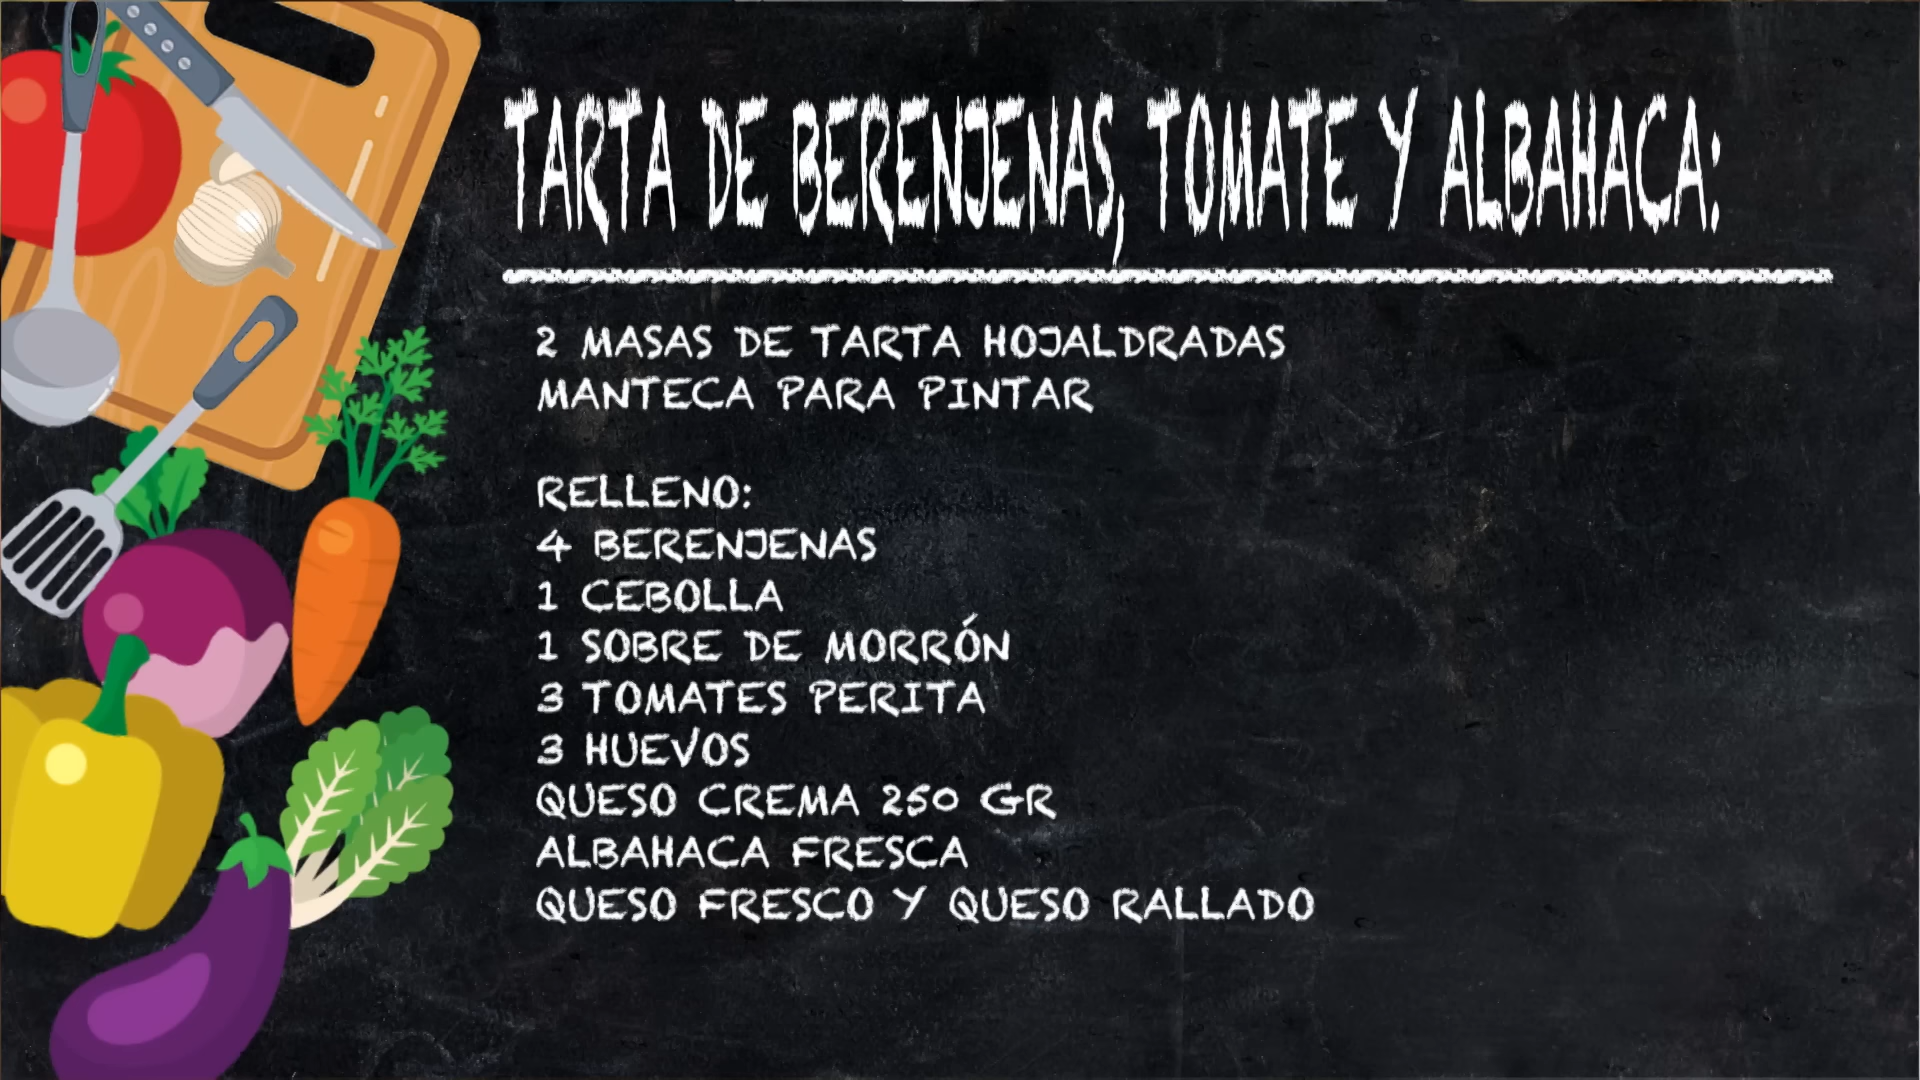 TARTA DE BERENJENAS, TOMATE Y ALBAHACA:
2 MASAS DE TARTA HOJALDRADAS
MANTECA PARA PINTAR
RELLENO:
4 BERENJENAS
1 CEBOLLA
1 SOBRE DE MORRÓN
3 TOMATES PERITA
3 HUEVOS
QUESO CREMA 250 GR
ALBAHACA FRESCA
QUESO FRESCO Y QUESO RALLADO